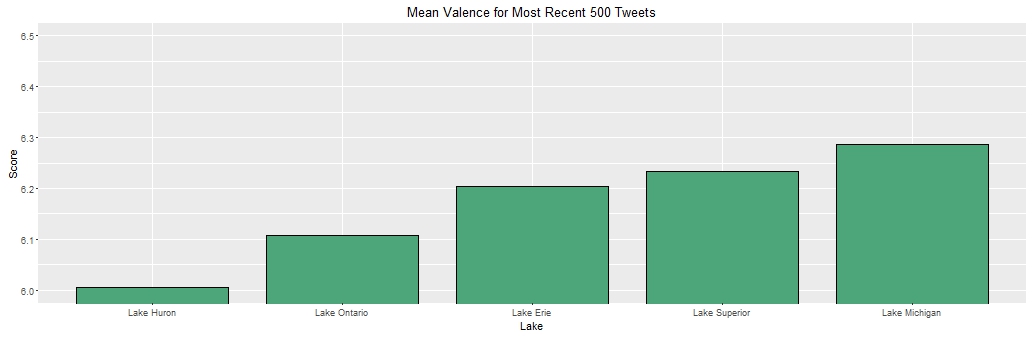 Mean Valence for Most Recent 500 Tweets
6.5
6.4
6.3
6.2
6.1
6.0
Score
Lake Huron Lake Ontario Lake Erie Lake Superior Lake Michigan
Lake